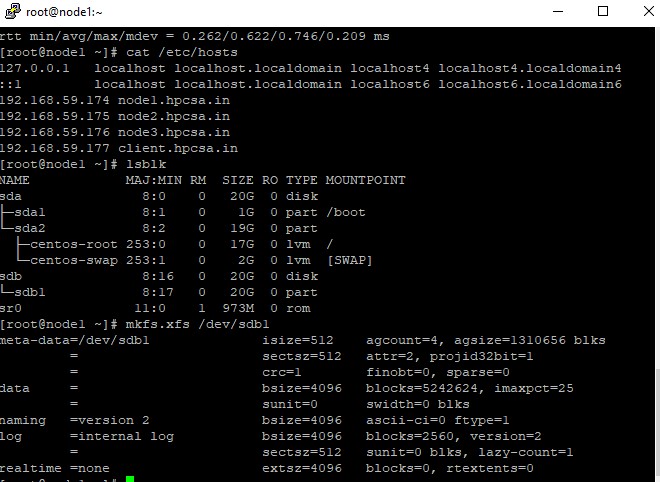 root@node1:~
rtt min/avg/max/mdev = 0.262/0.622/0.746/0.209 ms
[root@node1 ~]# cat /etc/hosts
127.0.0.1   localhost localhost.localdomain localhost4 localhost4.localdomain4
::1         localhost localhost.localdomain localhost6 localhost6.localdomain6
192.168.59.174 node1.hpcsa.in
192.168.59.175 node2.hpcsa.in
192.168.59.176 node3.hpcsa.in
192.168.59.177 client.hpcsa.in
[root@node1 ~]# lsblk
NAME            MAJ:MIN RM  SIZE RO TYPE MOUNTPOINT
sda               8:0    0   20G  0 disk
├─sda1            8:1    0    1G  0 part /boot
└─sda2            8:2    0   19G  0 part
  ├─centos-root 253:0    0   17G  0 lvm  /
  └─centos-swap 253:1    0    2G  0 lvm  [SWAP]
sdb               8:16   0   20G  0 disk
└─sdb1            8:17   0   20G  0 part
sr0              11:0    1  973M  0 rom
[root@node1 ~]# mkfs.xfs /dev/sdb1
meta-data=/dev/sdb1              isize=512    agcount=4, agsize=1310656 blks
         =                       sectsz=512   attr=2, projid32bit=1
         =                       crc=1        finobt=0, sparse=0
data     =                       bsize=4096   blocks=5242624, imaxpct=25
         =                       sunit=0      swidth=0 blks
naming   =version 2              bsize=4096   ascii-ci=0 ftype=1
log      =internal log           bsize=4096   blocks=2560, version=2
         =                       sectsz=512   sunit=0 blks, lazy-count=1
realtime =none                   extsz=4096   blocks=0, rtextents=0